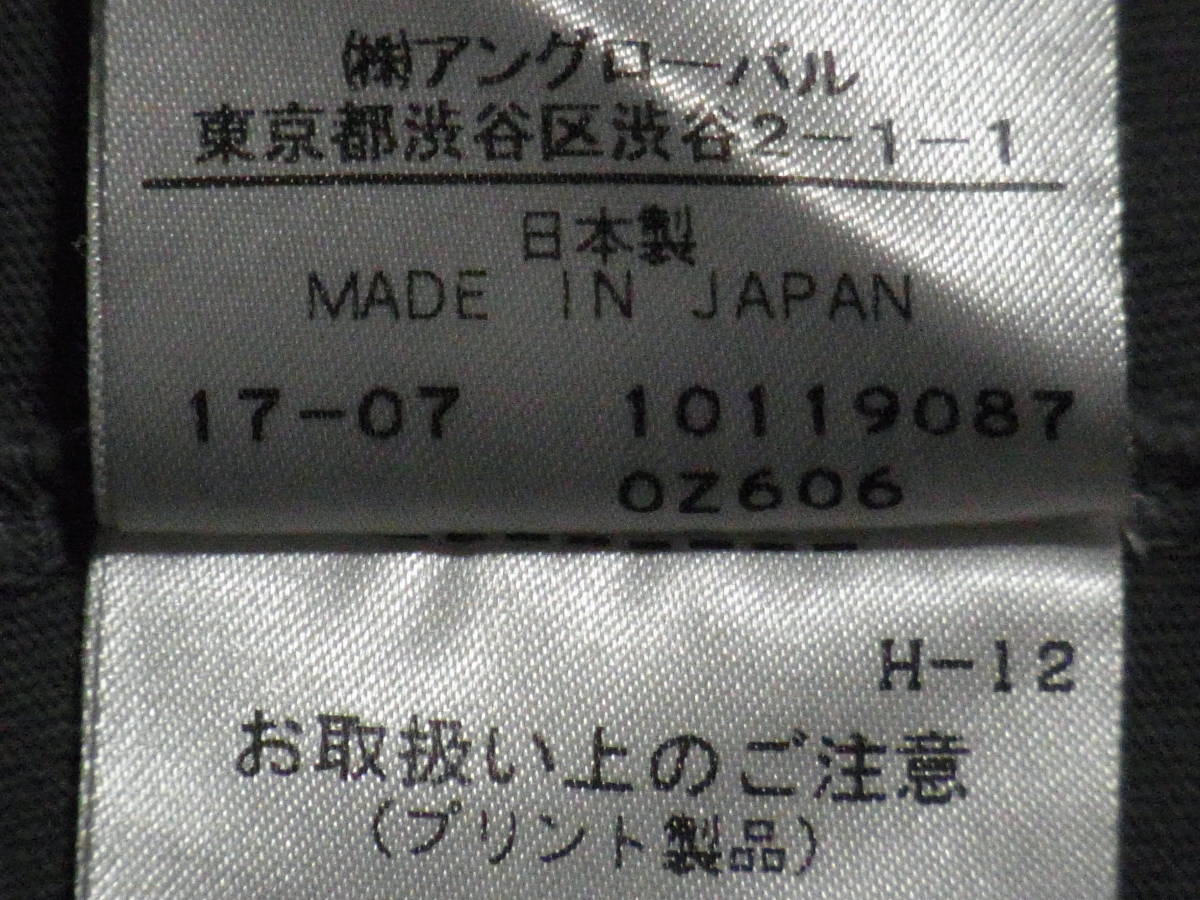 ㈱アングローバル
東京都渋谷区渋谷2-1-1
日本製
MADE IN JAPAN
17-07 10119087
OZ606
H-12
お取扱い上のご注意
(プリント製品)